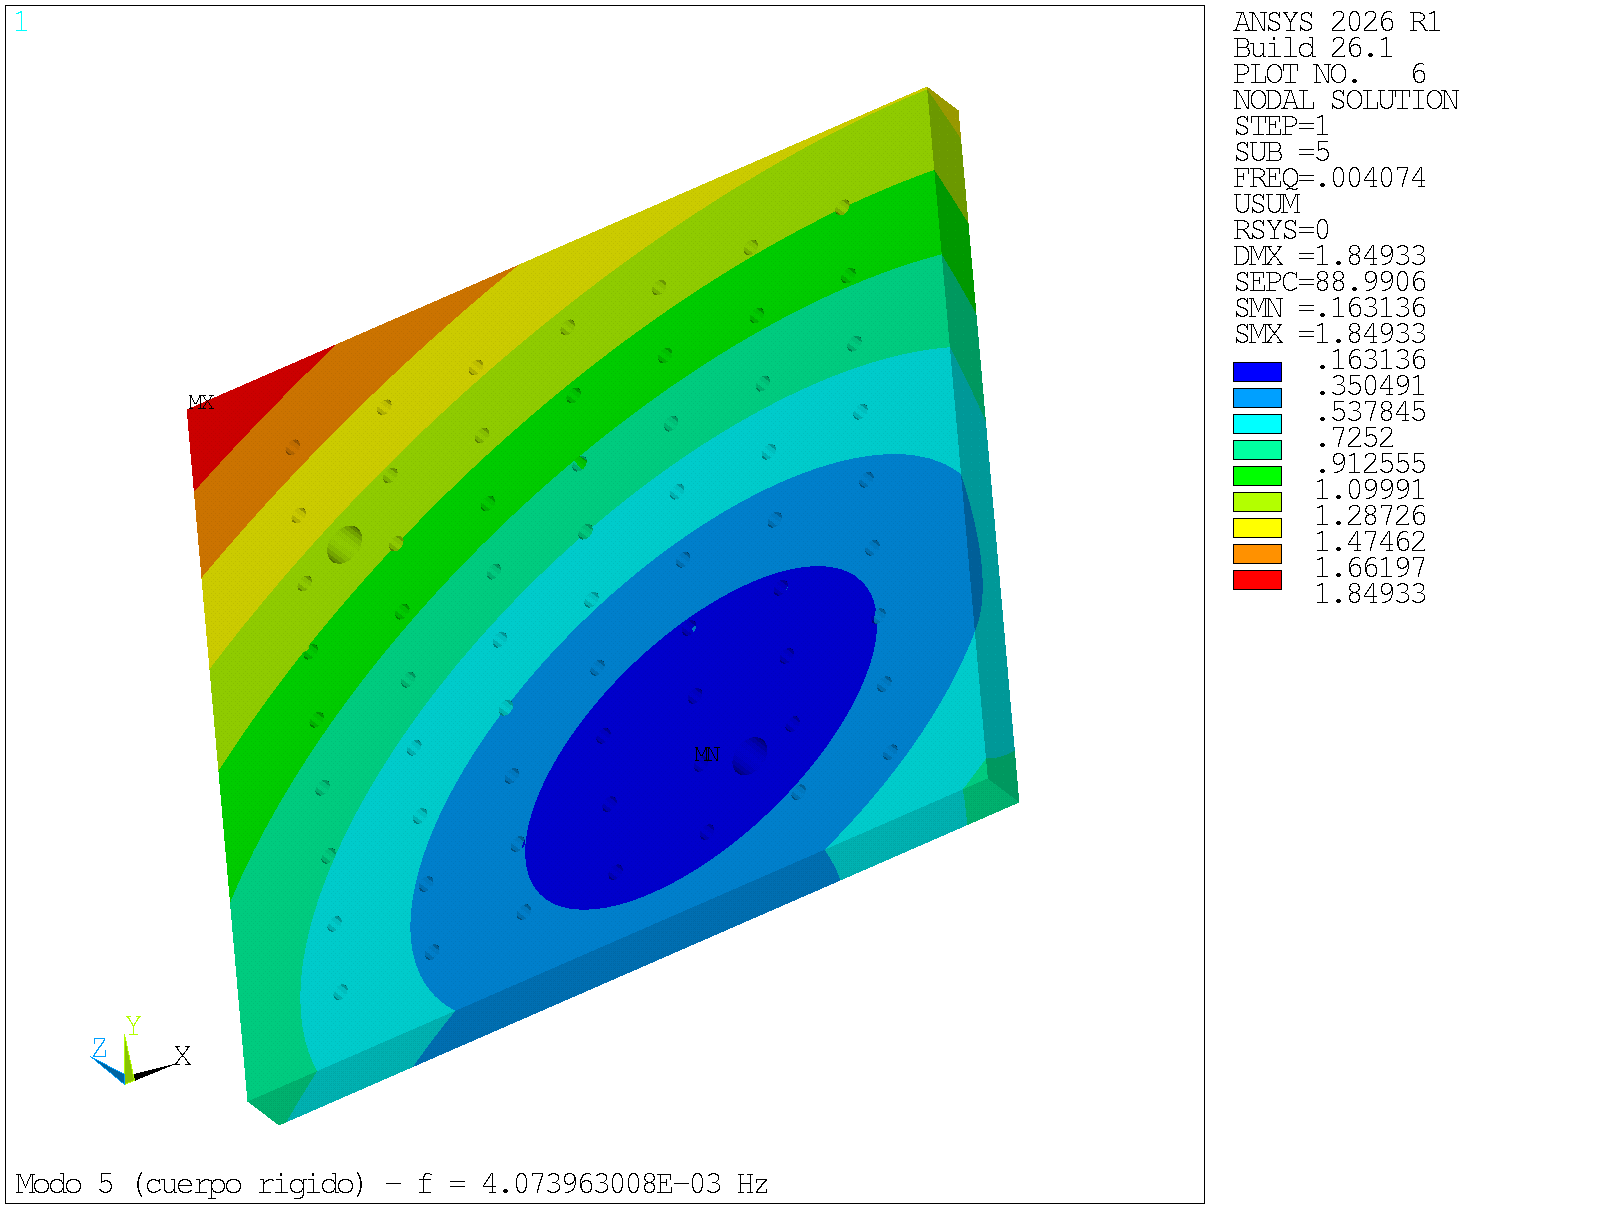 1
ANSYS 2026 R1
Build 26.1
PLOT NO.   6
NODAL SOLUTION
STEP=1
SUB =5
FREQ=.004074
USUM
RSYS=0
DMX =1.84933
SEPC=88.9906
SMN =.163136
SMX =1.84933
.163136
.350491
.537845
.7252
.912555
1.09991
1.28726
1.47462
1.66197
1.84933
MX
MN
Y
Z
X
Modo 5 (cuerpo rigido) - f = 4.073963008E-03 Hz